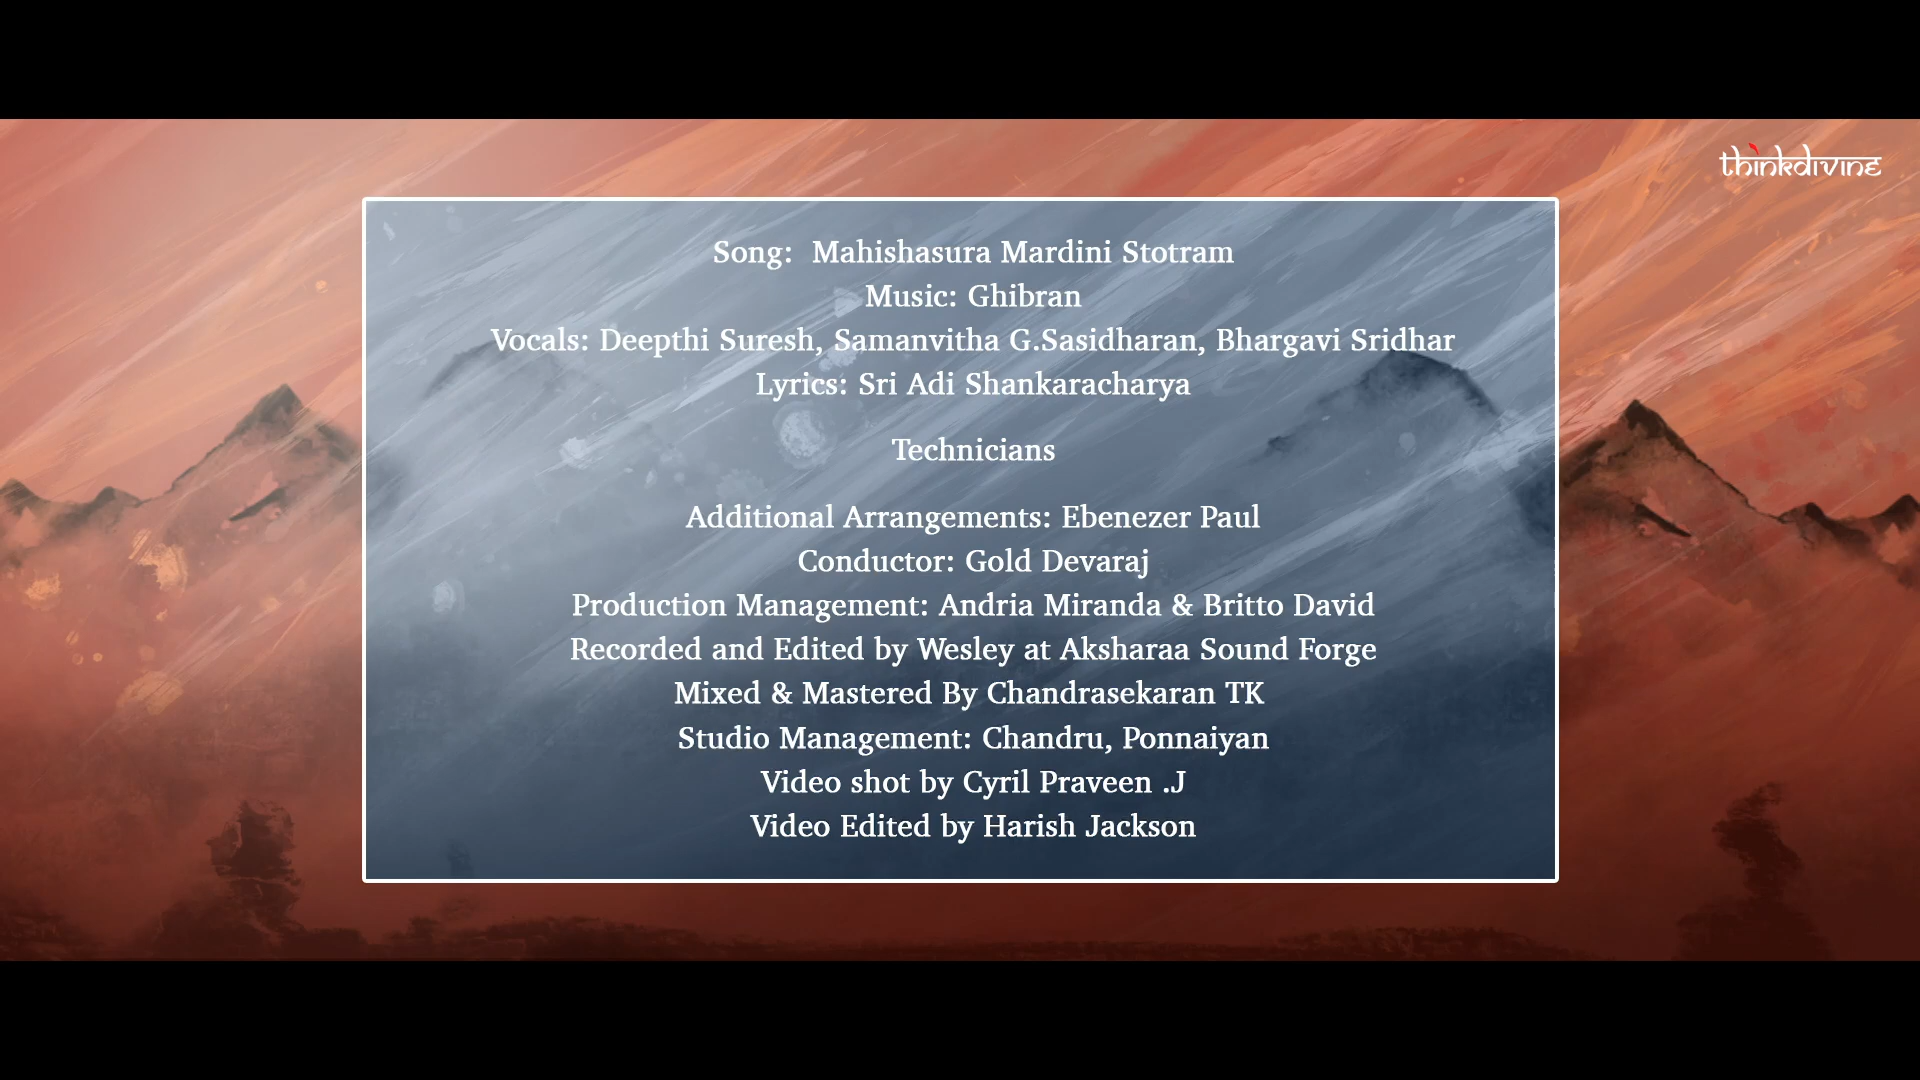 thinkdivine
Song: Mahishasura Mardini Stotram
Music: Ghibran
Vocals: Deepthi Suresh, Samanvitha G.Sasidharan, Bhargavi Sridhar
Lyrics: Sri Adi Shankaracharya
Technicians
Additional Arrangements: Ebenezer Paul
Conductor: Gold Devaraj
Production Management: Andria Miranda & Britto David
Recorded and Edited by Wesley at Aksharaa Sound Forge
Mixed & Mastered By Chandrasekaran TK
Studio Management: Chandru, Ponnaiyan
Video shot by Cyril Praveen .J
Video Edited by Harish Jackson